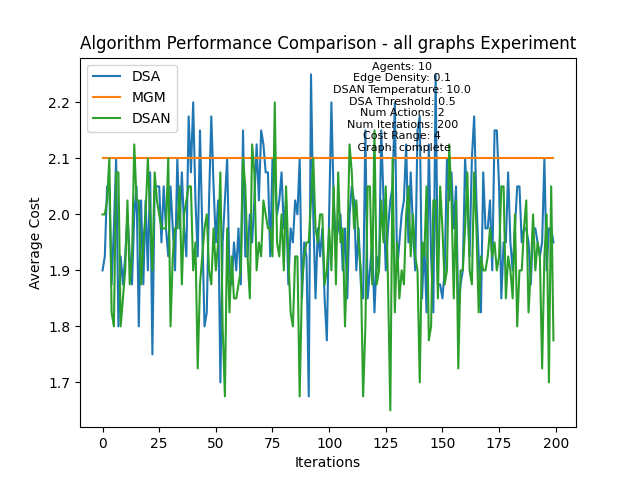 Algorithm Performance Comparison - all graphs Experiment
DSA
MGM
DSAN
Agents: 10
Edge Density: 0.1
DSAN Temperature: 10.0
DSA Threshold: 0.5
Num Actions: 2
Num Iterations: 200
Cost Range: 4
Graph: complete
Average Cost
2.2
2.1
2.0
1.9
1.8
1.7
0 25 50 75 100 125 150 175 200
Iterations